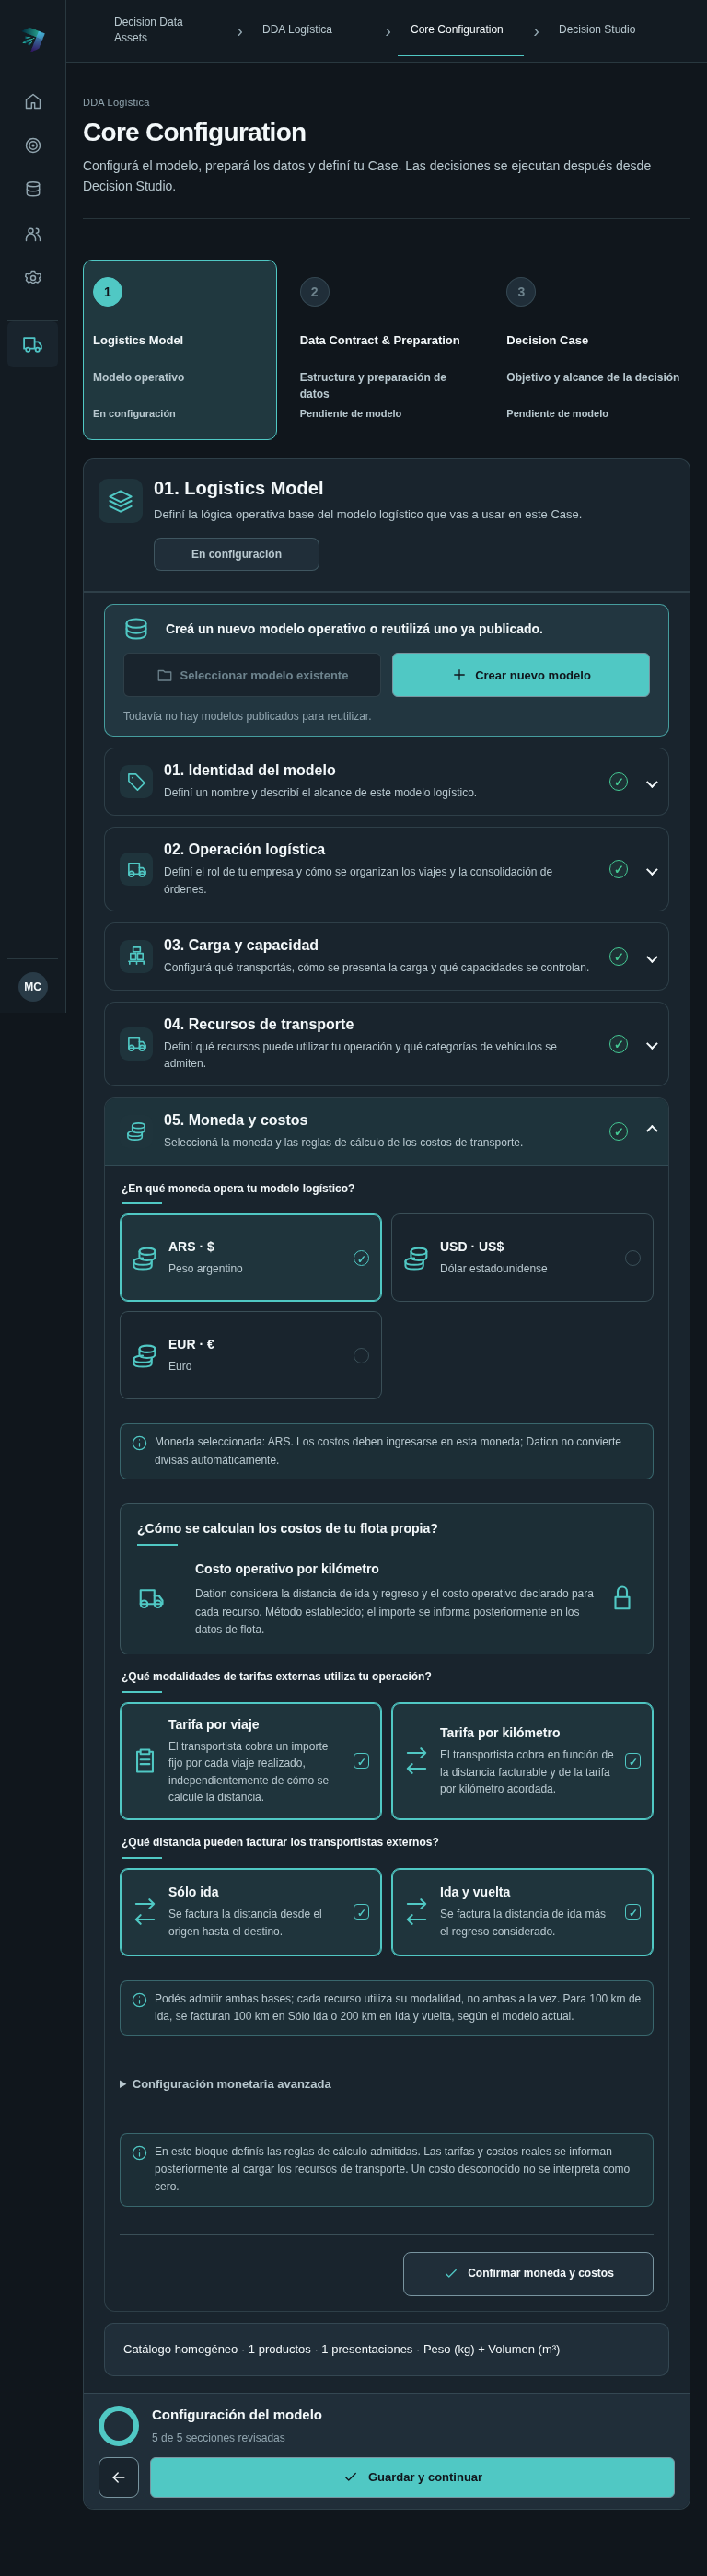 Decision Data
Assets
DDA Logística
Core Configuration
Decision Studio
DDA Logística
Core Configuration
Configurá el modelo, prepará los datos y definí tu Case. Las decisiones se ejecutan después desde
Decision Studio.
1
Logistics Model
Modelo operativo
En configuración
2
Data Contract & Preparation
Estructura y preparación de
datos
Pendiente de modelo
3
Decision Case
Objetivo y alcance de la decisión
Pendiente de modelo
01. Logistics Model
Definí la lógica operativa base del modelo logístico que vas a usar en este Case.
En configuración
Creá un nuevo modelo operativo o reutilizá uno ya publicado.
Seleccionar modelo existente
Crear nuevo modelo
Todavía no hay modelos publicados para reutilizar.
01. Identidad del modelo
Definí un nombre y describí el alcance de este modelo logístico.
02. Operación logística
Definí el rol de tu empresa y cómo se organizan los viajes y la consolidación de
órdenes.
03. Carga y capacidad
Configurá qué transportás, cómo se presenta la carga y qué capacidades se controlan.
04. Recursos de transporte
Definí qué recursos puede utilizar tu operación y qué categorías de vehículos se
admiten.
MC
05. Moneda y costos
Seleccioná la moneda y las reglas de cálculo de los costos de transporte.
¿En qué moneda opera tu modelo logístico?
ARS · $
Peso argentino
USD · US$
Dólar estadounidense
EUR · €
Euro
Moneda seleccionada: ARS. Los costos deben ingresarse en esta moneda; Dation no convierte
divisas automáticamente.
¿Cómo se calculan los costos de tu flota propia?
Costo operativo por kilómetro
Dation considera la distancia de ida y regreso y el costo operativo declarado para
cada recurso. Método establecido; el importe se informa posteriormente en los
datos de flota.
¿Qué modalidades de tarifas externas utiliza tu operación?
Tarifa por viaje
El transportista cobra un importe
fijo por cada viaje realizado,
independientemente de cómo se
calcule la distancia.
Tarifa por kilómetro
El transportista cobra en función de
la distancia facturable y de la tarifa
por kilómetro acordada.
¿Qué distancia pueden facturar los transportistas externos?
Sólo ida
Se factura la distancia desde el
origen hasta el destino.
Ida y vuelta
Se factura la distancia de ida más
el regreso considerado.
Podés admitir ambas bases; cada recurso utiliza su modalidad, no ambas a la vez. Para 100 km de
ida, se facturan 100 km en Sólo ida o 200 km en Ida y vuelta, según el modelo actual.
Configuración monetaria avanzada
En este bloque definís las reglas de cálculo admitidas. Las tarifas y costos reales se informan
posteriormente al cargar los recursos de transporte. Un costo desconocido no se interpreta como
cero.
Confirmar moneda y costos
Catálogo homogéneo · 1 productos · 1 presentaciones · Peso (kg) + Volumen (m³)
Configuración del modelo
5 de 5 secciones revisadas
Guardar y continuar